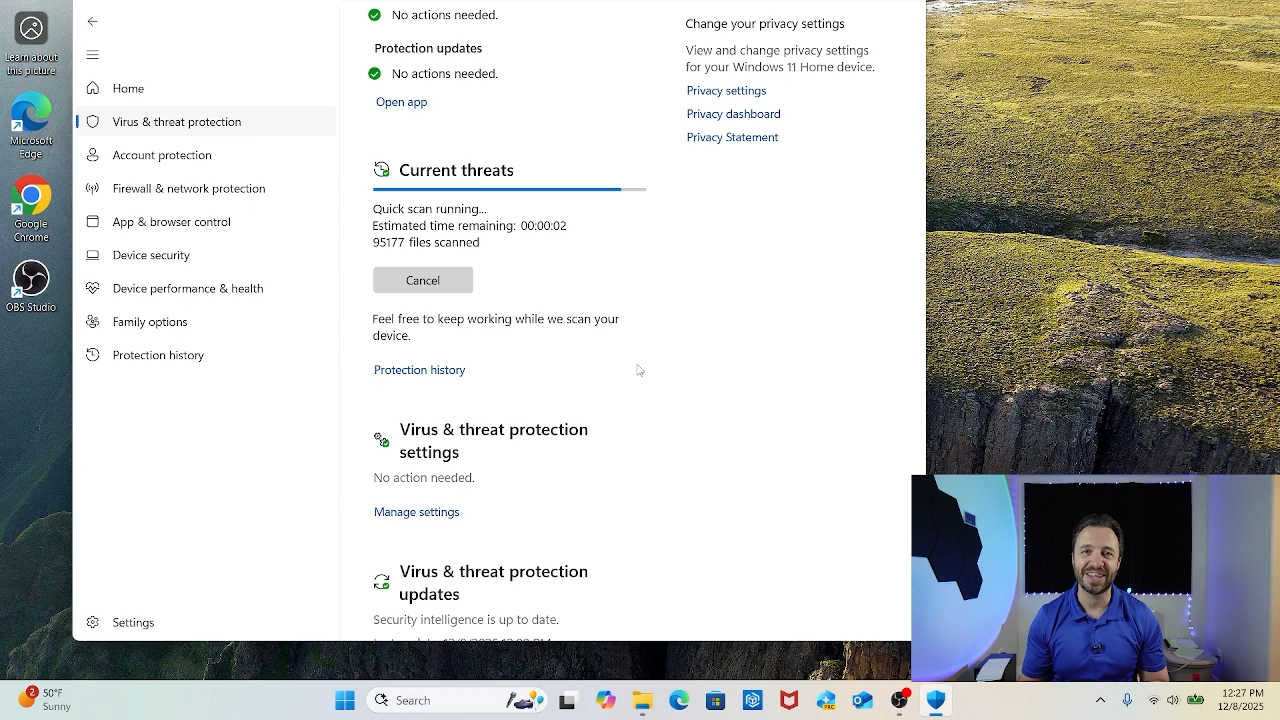 Learn about
this picture
Microsoft
Edge
Google
Chrome
OBS Studio
Home
Virus & threat protection
Account protection
Firewall & network protection
App & browser control
Device security
Device performance & health
Family options
Protection history
Settings
No actions needed.
Protection updates
No actions needed.
Open app
Current threats
Quick scan running...
Estimated time remaining: 00:00:02
95177 files scanned
Cancel
Feel free to keep working while we scan your
device.
Protection history
Virus & threat protection
settings
No action needed.
Manage settings
Virus & threat protection
updates
Security intelligence is up to date.
Change your privacy settings
View and change privacy settings
for your Windows 11 Home device.
Privacy settings
Privacy dashboard
Privacy Statement
2
50°F
Sunny
Search
12:27 PM
12/8/2025